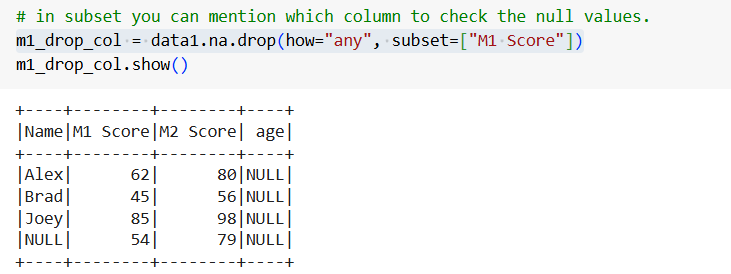 # in subset you can mention which column to check the null values.
m1_drop_col = data1.na.drop(how="any", subset=["M1 Score"])
m1_drop_col.show()
+----+--------+--------+----+
|Name|M1 Score|M2 Score| age|
+----+--------+--------+----+
|Alex|      62|      80|NULL|
|Brad|      45|      56|NULL|
|Joey|      85|      98|NULL|
|NULL|      54|      79|NULL|
+----+--------+--------+----+